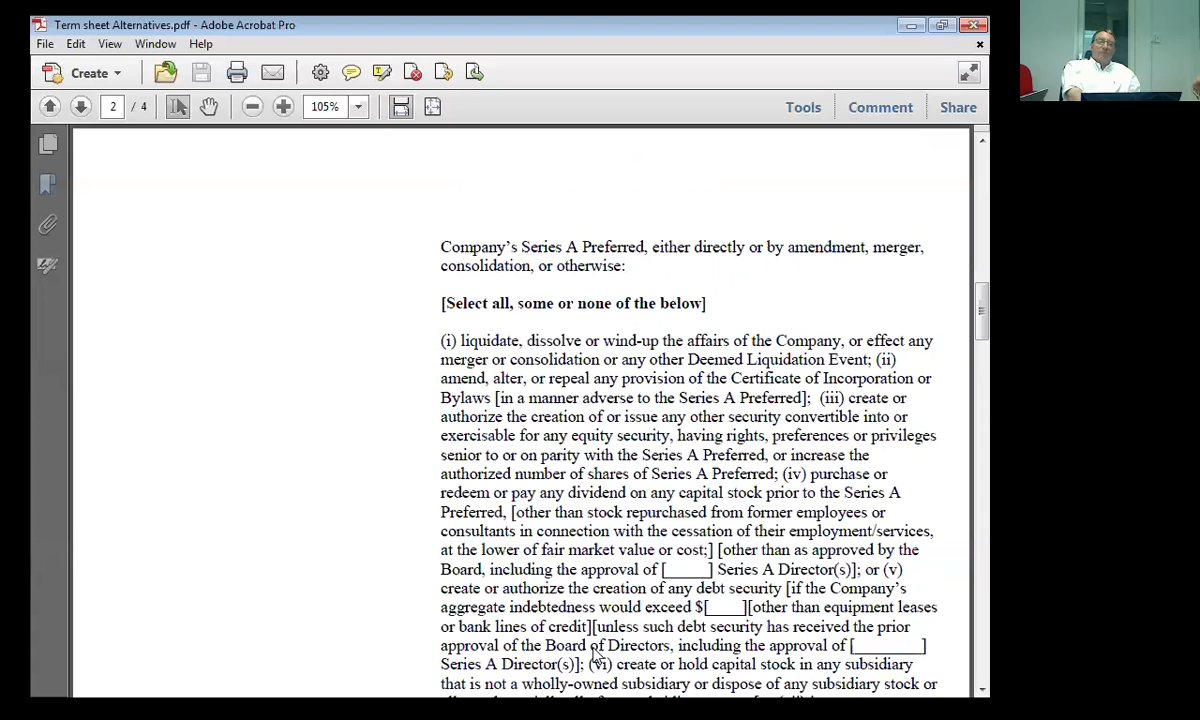 Term sheet Alternatives.pdf - Adobe Acrobat Pro
File Edit View Window Help
Create
2 / 4 105% Tools Comment Share
Company's Series A Preferred, either directly or by amendment, merger,
consolidation, or otherwise:
[Select all, some or none of the below]
(i) liquidate, dissolve or wind-up the affairs of the Company, or effect any
merger or consolidation or any other Deemed Liquidation Event; (ii)
amend, alter, or repeal any provision of the Certificate of Incorporation or
Bylaws [in a manner adverse to the Series A Preferred]; (iii) create or
authorize the creation of or issue any other security convertible into or
exercisable for any equity security, having rights, preferences or privileges
senior to or on parity with the Series A Preferred, or increase the
authorized number of shares of Series A Preferred; (iv) purchase or
redeem or pay any dividend on any capital stock prior to the Series A
Preferred, [other than stock repurchased from former employees or
consultants in connection with the cessation of their employment/services,
at the lower of fair market value or cost;] [other than as approved by the
Board, including the approval of [_____] Series A Director(s)]; or (v)
create or authorize the creation of any debt security [if the Company's
aggregate indebtedness would exceed $[____][other than equipment leases
or bank lines of credit][unless such debt security has received the prior
approval of the Board of Directors, including the approval of [________]
Series A Director(s)]; (vi) create or hold capital stock in any subsidiary
that is not a wholly-owned subsidiary or dispose of any subsidiary stock or